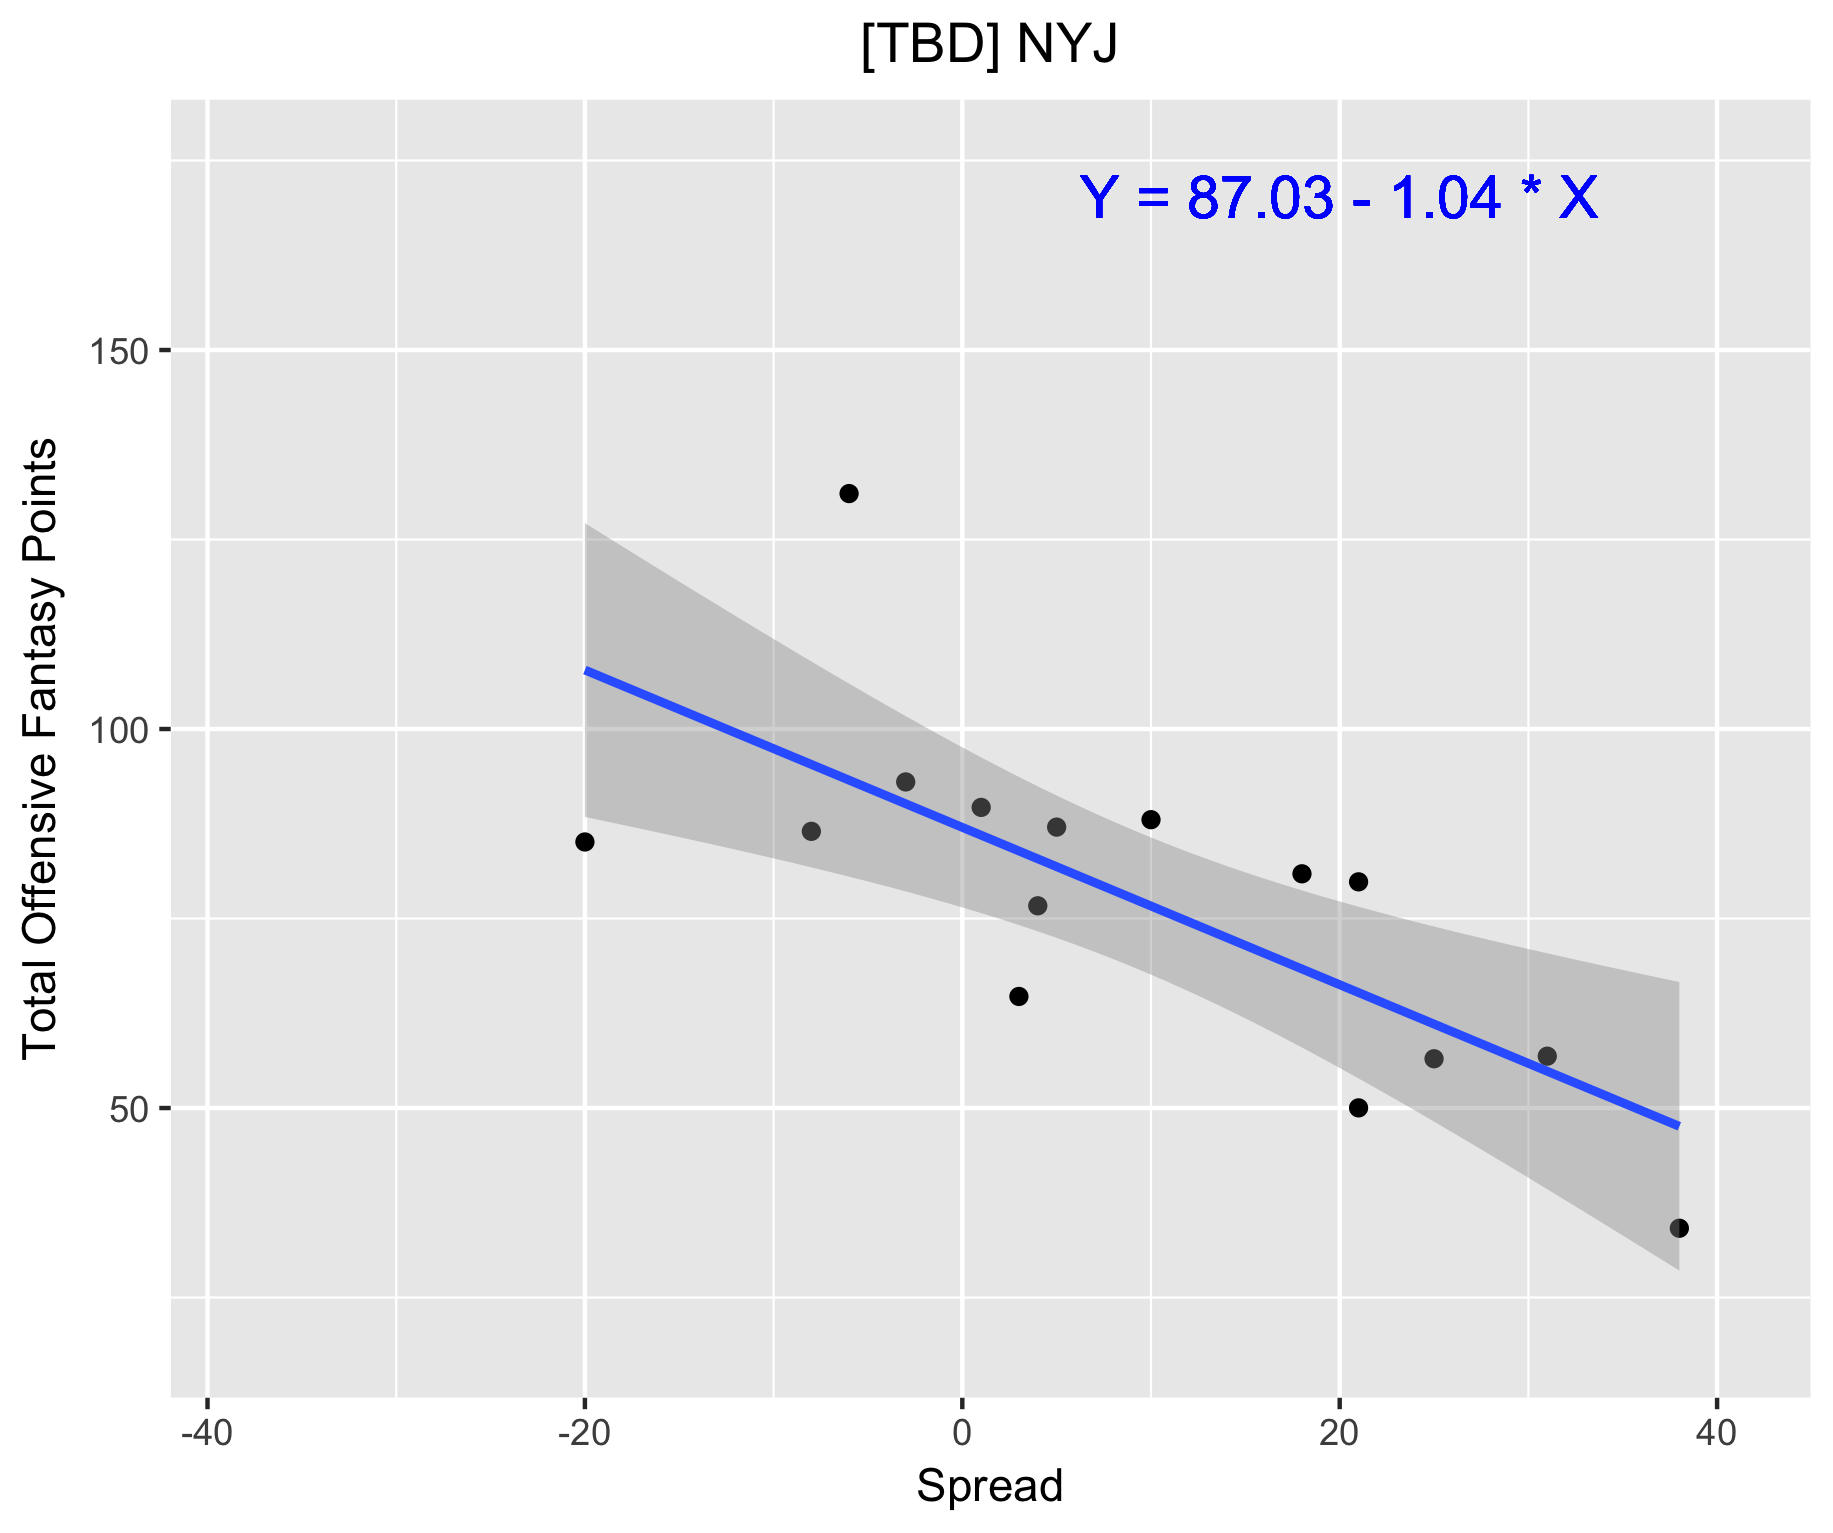 [TBD] NYJ
Y = 87.03 - 1.04 * X
Total Offensive Fantasy Points
150
100
50
-40
-20
0
20
40
Spread